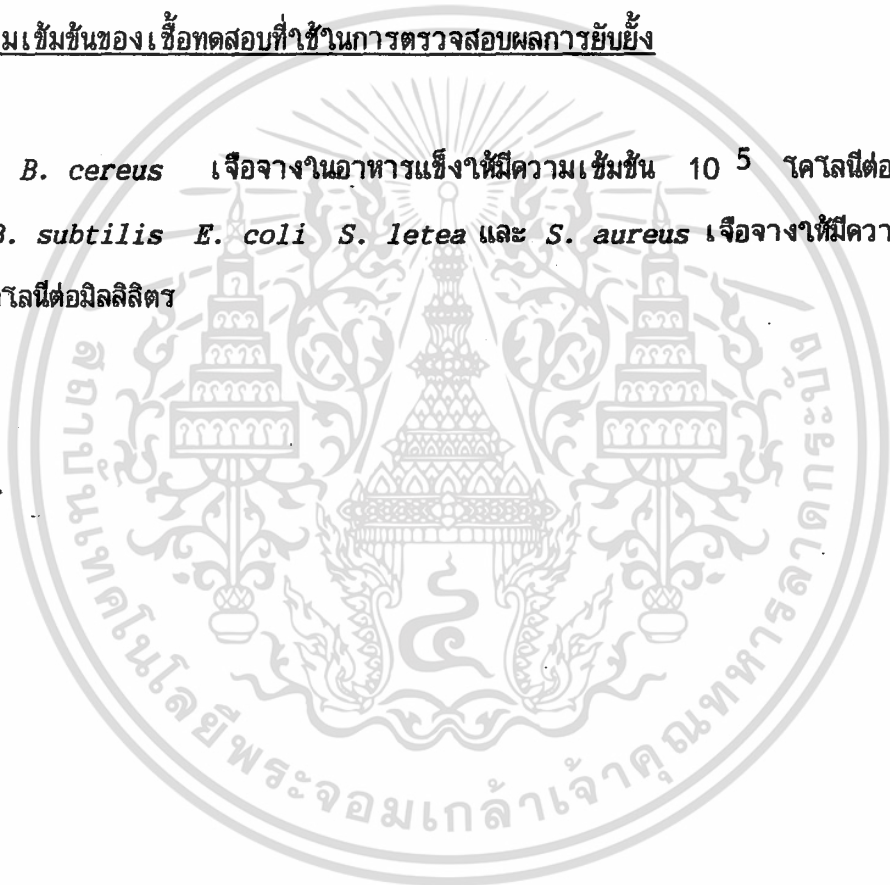 มเข้มข้นของเชื้อทดสอบที่ใช้ในการตรวจสอบผลการยับยั้ง
B. cereus เจือจางในอาหารแข็งให้มีความเข้มข้น 10 5 โคโลนีต่อ
B. subtilis E. coli S. letea และ S. aureus เจือจางให้มีควา
โลนีต่อมิลลิลิตร
สถาบันเทคโนโลยีพระจอมเกล้าเจ้าคุณทหารลาดกระบัง